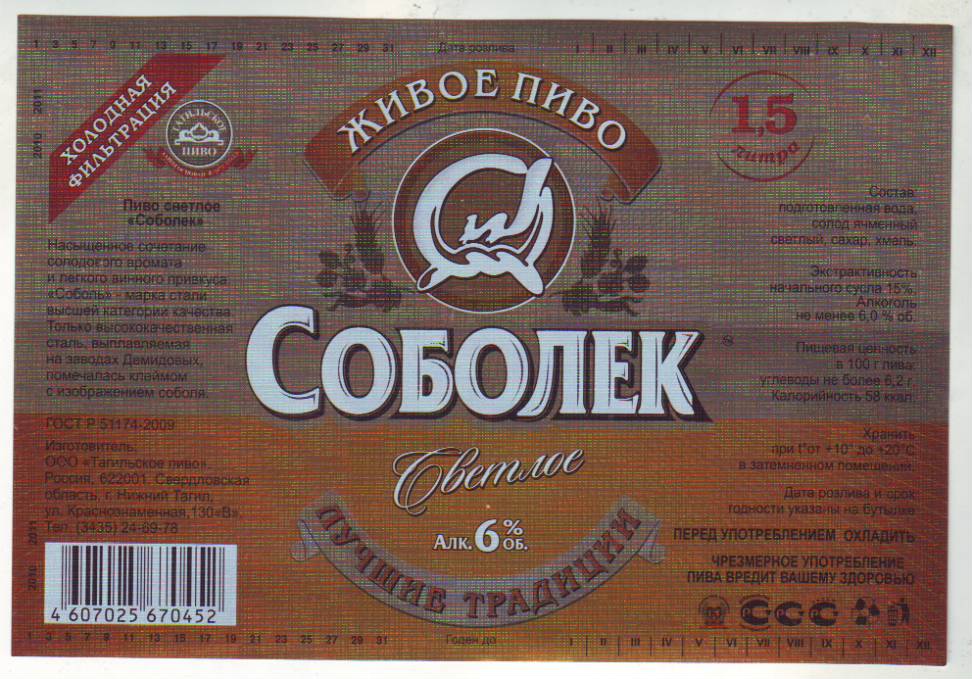 1 3 5 7 9 11 13 15 17 19 21 23 25 27 29 31 Дата розлива I II III IV V VI VII VIII IX X XI XII
2010 2011
ХОЛОДНАЯ
ФИЛЬТРАЦИЯ
ТАГИЛЬСКОЕ
ПИВО
Пиво светлое
«Соболек»
Насыщенное сочетание
солодового аромата
и легкого винного привкуса
«Соболь» - марка стали
высшей категории качества
Только высококачественная
сталь, выплавляемая
на заводах Демидовых,
помечалась клеймом
с изображением соболя.
ГОСТ Р 51174-2009
Изготовитель:
ООО «Тагильское пиво».
Россия, 622001. Свердловская
область, г. Нижний Тагил,
ул. Краснознаменная,130«В».
Тел. (3435) 24-69-78
2010 2011
4 607025 670452
ЖИВОЕ ПИВО
СОБОЛЕК
Светлое
АЛК. 6 % ОБ.
ЛУЧШИЕ ТРАДИЦИИ
1,5
литра
Состав:
подготовленная вода,
солод ячменный
светлый, сахар, хмель.
Экстрактивность
начального сусла 15%.
Алкоголь
не менее 6,0 % об.
Пищевая ценность
в 100 г пива:
углеводы не более 6,2 г.
Калорийность 58 ккал.
Хранить
при t°от +10° до +20°С
в затемненном помещении.
Дата розлива и срок
годности указаны на бутылке
ПЕРЕД УПОТРЕБЛЕНИЕМ ОХЛАДИТЬ
ЧРЕЗМЕРНОЕ УПОТРЕБЛЕНИЕ
ПИВА ВРЕДИТ ВАШЕМУ ЗДОРОВЬЮ
1 3 5 7 9 11 13 15 17 19 21 23 25 27 29 31 Годен до I II III IV V VI VII VIII IX X XI XII